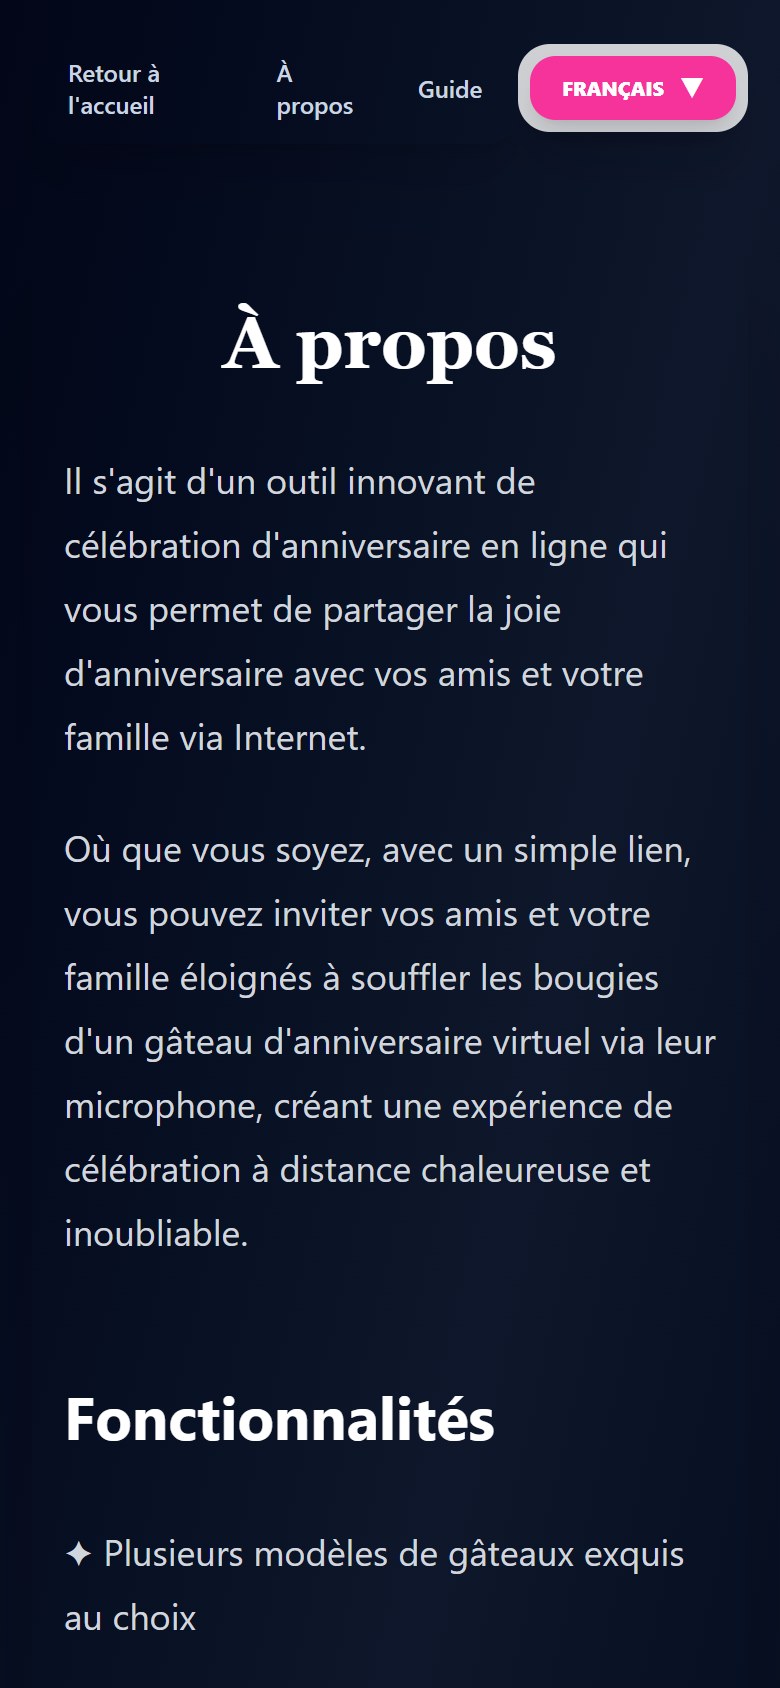 Retour à
l'accueil
À
propos
Guide
FRANÇAIS ▼
À propos
Il s'agit d'un outil innovant de
célébration d'anniversaire en ligne qui
vous permet de partager la joie
d'anniversaire avec vos amis et votre
famille via Internet.
Où que vous soyez, avec un simple lien,
vous pouvez inviter vos amis et votre
famille éloignés à souffler les bougies
d'un gâteau d'anniversaire virtuel via leur
microphone, créant une expérience de
célébration à distance chaleureuse et
inoubliable.
Fonctionnalités
✦ Plusieurs modèles de gâteaux exquis
au choix